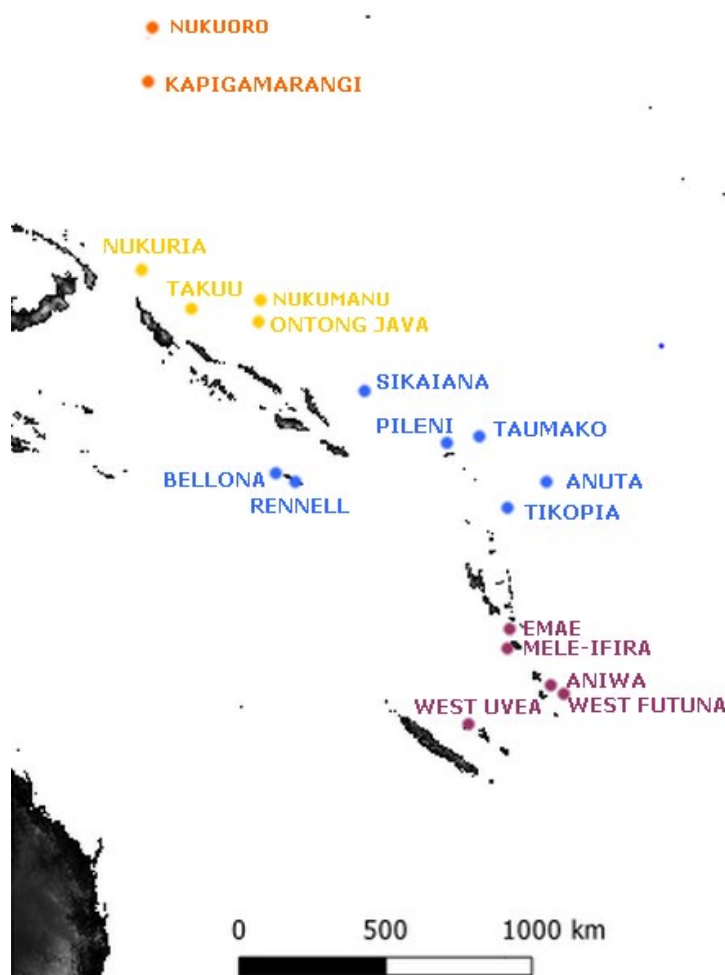 NUKUORO
KAPIGAMARANGI
NUKURIA
TAKUU
NUKUMANU
ONTONG JAVA
SIKAIANA
PILENI
TAUMAKO
BELLONA
RENNELL
ANUTA
TIKOPIA
EMAE
MELE-IFIRA
ANIWA
WEST UVEA
WEST FUTUNA
0 500 1000 km